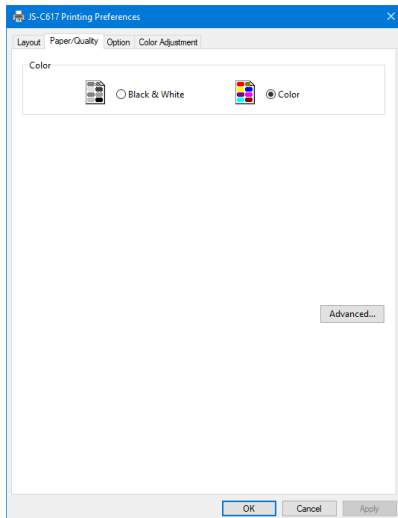 JS-C617 Printing Preferences
Layout Paper/Quality Option Color Adjustment
Color
Black & White Color
Advanced...
OK Cancel Apply